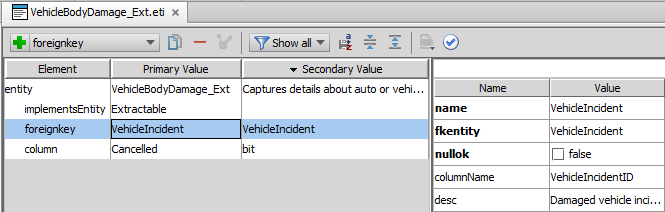 VehicleBodyDamage_Ext.eti ×
foreignkey Show all
Element Primary Value Secondary Value
entity VehicleBodyDamage_Ext Captures details about auto or vehi...
implementsEntity Extractable
foreignkey VehicleIncident VehicleIncident
column Cancelled bit
Name Value
name VehicleIncident
fkentity VehicleIncident
nullok false
columnName VehicleIncidentID
desc Damaged vehicle inci...